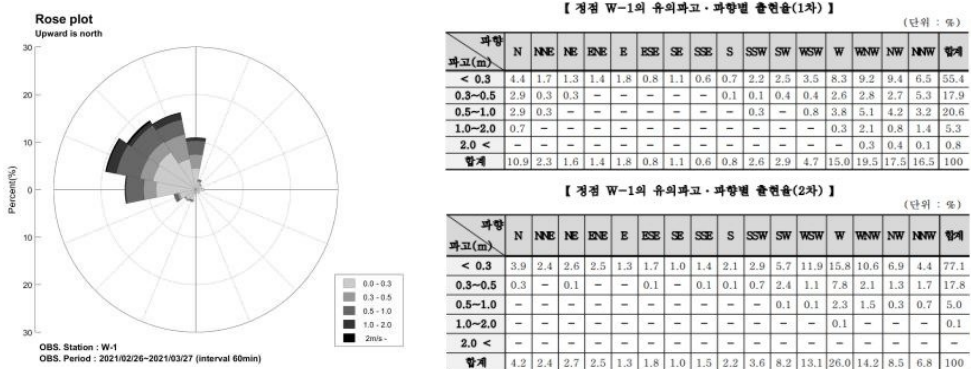 Rose plot
Upward is north
30
20
10
0
10
20
30
Percent(%)
0.0 - 0.3
0.3 - 0.5
0.5 - 1.0
1.0 - 2.0
2m/s -
OBS. Station : W-1
OBS. Period : 2021/02/26~2021/03/27 (interval 60min)
【 정점 W-1의 유의파고·파향별 출현율(1차) 】
(단위 : %)
파향 파고(m) N NNE NE ENE E ESE SE SSE S SSW SW WSW W WNW NW NNW 합계
< 0.3 4.4 1.7 1.3 1.4 1.8 0.8 1.1 0.6 0.7 2.2 2.5 3.5 8.3 9.2 9.4 6.5 55.4
0.3~0.5 2.9 0.3 0.3 - - - - - 0.1 0.1 0.4 0.4 2.6 2.8 2.7 5.3 17.9
0.5~1.0 2.9 0.3 - - - - - - - 0.3 - 0.8 3.8 5.1 4.2 3.2 20.6
1.0~2.0 0.7 - - - - - - - - - - - 0.3 2.1 0.8 1.4 5.3
2.0 < - - - - - - - - - - - - - 0.3 0.4 0.1 0.8
합계 10.9 2.3 1.6 1.4 1.8 0.8 1.1 0.6 0.8 2.6 2.9 4.7 15.0 19.5 17.5 16.5 100
【 정점 W-1의 유의파고·파향별 출현율(2차) 】
(단위 : %)
파향 파고(m) N NNE NE ENE E ESE SE SSE S SSW SW WSW W WNW NW NNW 합계
< 0.3 3.9 2.4 2.6 2.5 1.3 1.7 1.0 1.4 2.1 2.9 5.7 11.9 15.8 10.6 6.9 4.4 77.1
0.3~0.5 0.3 - 0.1 - - 0.1 - 0.1 0.1 0.7 2.4 1.1 7.8 2.1 1.3 1.7 17.8
0.5~1.0 - - - - - - - - - - 0.1 0.1 2.3 1.5 0.3 0.7 5.0
1.0~2.0 - - - - - - - - - - - - 0.1 - - - 0.1
2.0 < - - - - - - - - - - - - - - - - -
합계 4.2 2.4 2.7 2.5 1.3 1.8 1.0 1.5 2.2 3.6 8.2 13.1 26.0 14.2 8.5 6.8 100